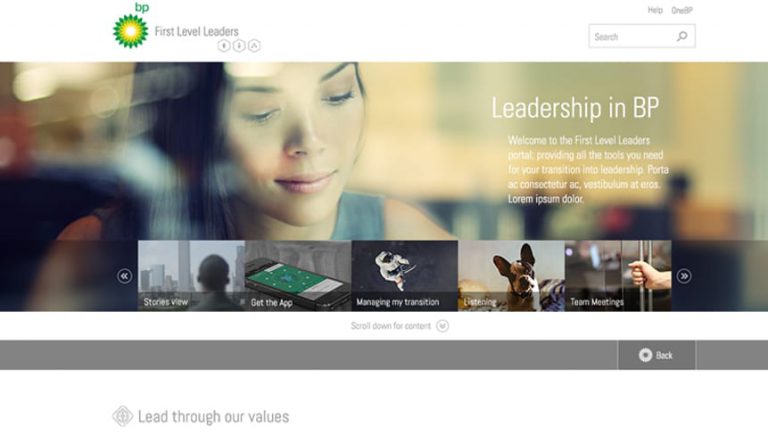 bp
First Level Leaders
Help OneBP
Search
Leadership in BP
Welcome to the First Level Leaders
portal; providing all the tools you need
for your transition into leadership. Porta
ac consectetur ac, vestibulum at eros.
Lorem ipsum dolor.
Stories view
Get the App
Managing my transition
Listening
Team Meetings
Scroll down for content
Back
Lead through our values